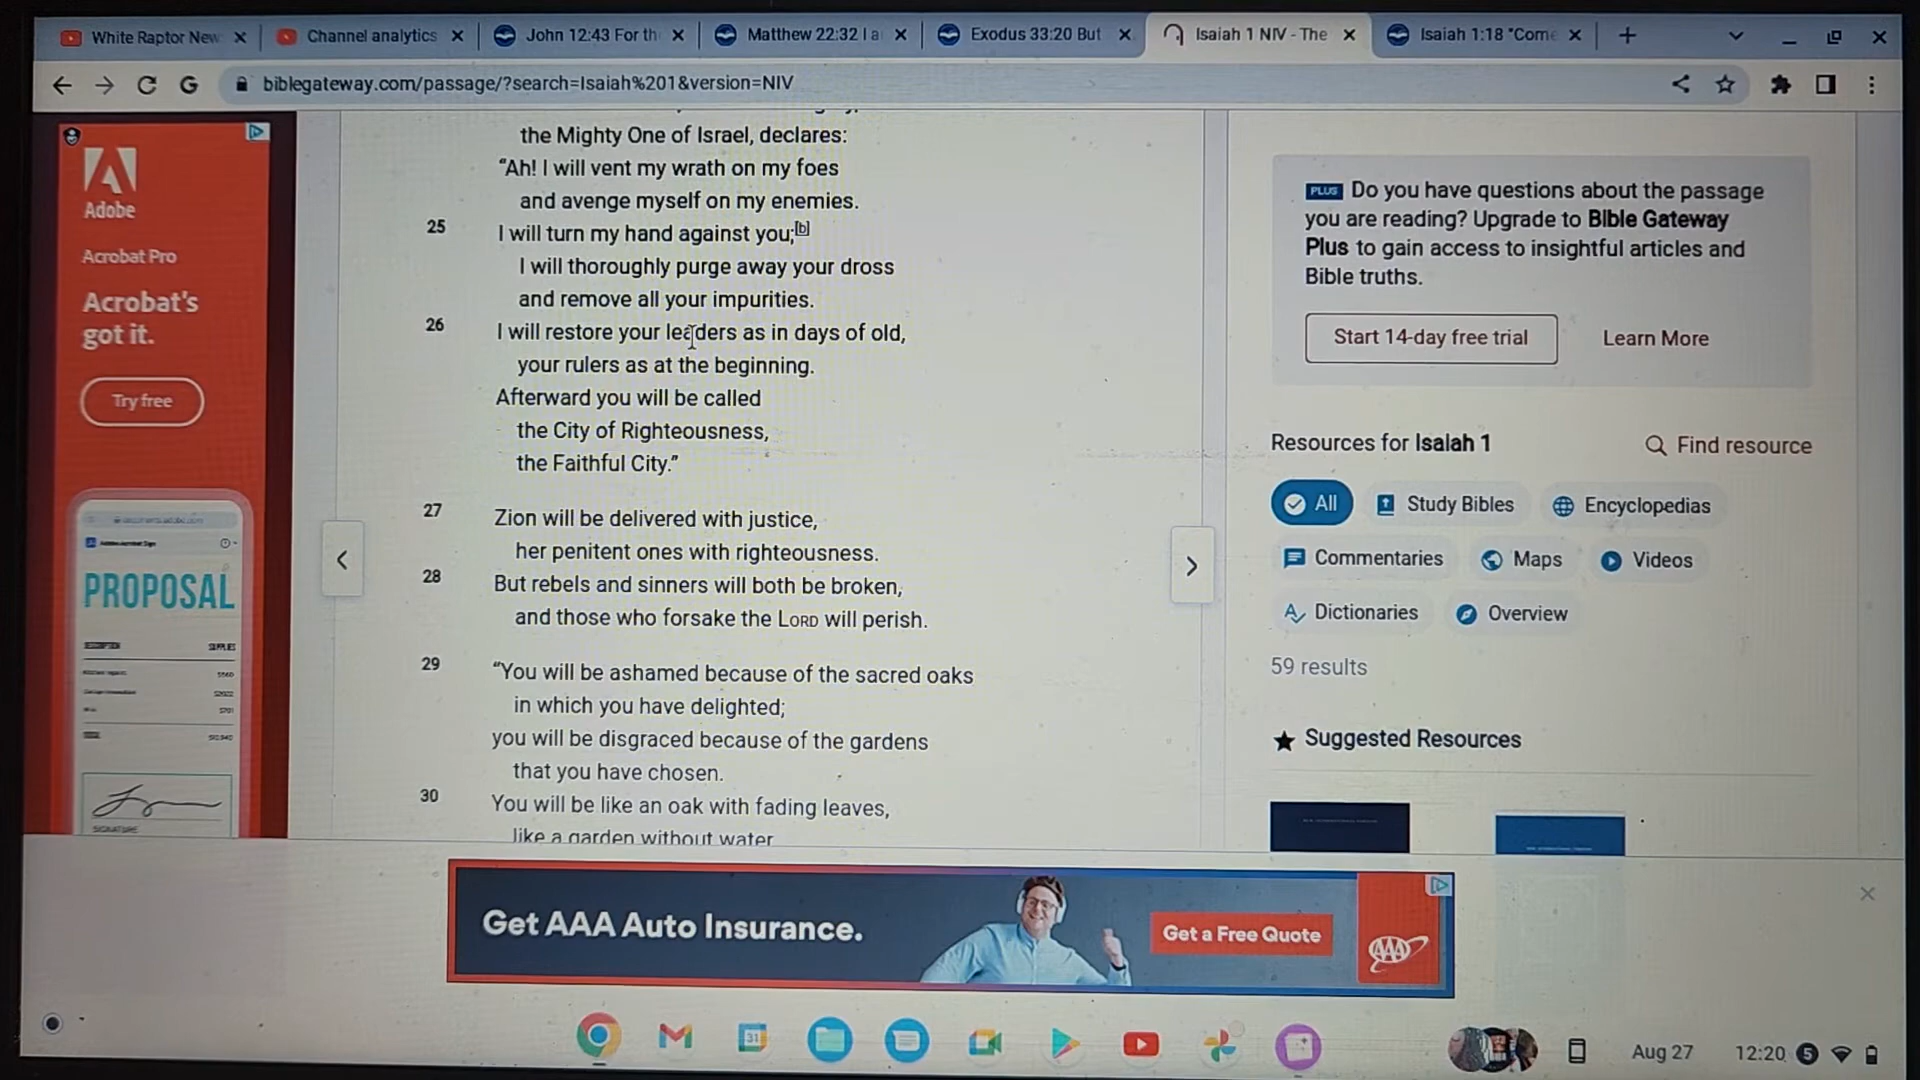 White Raptor New
Channel analytics
John 12:43 For th
Matthew 22:32 I a
Exodus 33:20 But
Isaiah 1 NIV - The
Isaiah 1:18 "Come
biblegateway.com/passage/?search=Isaiah%201&version=NIV
the Mighty One of Israel, declares:
"Ah! I will vent my wrath on my foes
and avenge myself on my enemies.
25 I will turn my hand against you;[b]
I will thoroughly purge away your dross
and remove all your impurities.
26 I will restore your leaders as in days of old,
your rulers as at the beginning.
Afterward you will be called
the City of Righteousness,
the Faithful City."
27 Zion will be delivered with justice,
her penitent ones with righteousness.
28 But rebels and sinners will both be broken,
and those who forsake the LORD will perish.
29 "You will be ashamed because of the sacred oaks
in which you have delighted;
you will be disgraced because of the gardens
that you have chosen.
30 You will be like an oak with fading leaves,
like a garden without water
Adobe
Acrobat Pro
Acrobat's
got it.
Try free
PROPOSAL
SIGNATURE
PLUS Do you have questions about the passage
you are reading? Upgrade to Bible Gateway
Plus to gain access to insightful articles and
Bible truths.
Start 14-day free trial
Learn More
Resources for Isaiah 1
Find resource
All
Study Bibles
Encyclopedias
Commentaries
Maps
Videos
Dictionaries
Overview
59 results
Suggested Resources
Get AAA Auto Insurance.
Get a Free Quote
AAA
31
Aug 27
12:20
5